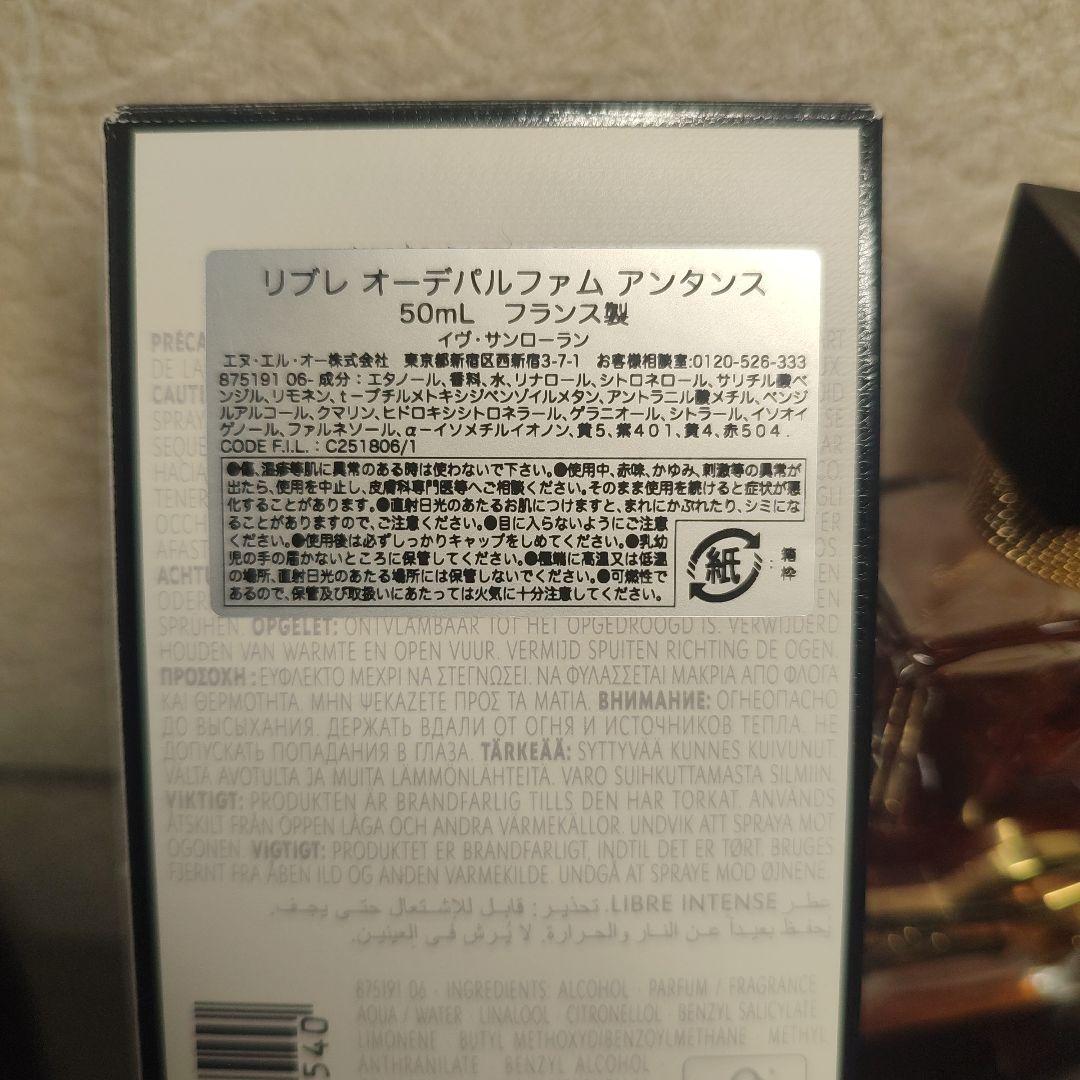 リブレ オーデパルファム アンタンス
50mL フランス製
イヴ・サンローラン
エヌ・エル・オー株式会社 東京都新宿区西新宿3-7-1 お客様相談室:0120-526-333
875191 06- 成分：エタノール、香料、水、リナロール、シトロネロール、サリチル酸ベ
ンジル、リモネン、t-ブチルメトキシジベンゾイルメタン、アントラニル酸メチル、ベンジ
ルアルコール、クマリン、ヒドロキシシトロネラール、ゲラニオール、シトラール、イソオイ
ゲノール、ファルネソール、α-イソメチルイオノン、黄5、紫401、黄4、赤504.
CODE F.I.L. : C251806/1
●傷、湿疹等肌に異常のある時は使わないで下さい。●使用中、赤味、かゆみ、刺激等の異常が
出たら、使用を中止し、皮膚科専門医等へご相談ください。そのまま使用を続けると症状が悪
化することがあります。●直射日光のあたるお肌につけますと、まれにかぶれたり、シミにな
ることがありますので、ご注意ください。●目に入らないようにご注意
ください。●使用後は必ずしっかりキャップをしめてください。●乳幼
児の手の届かないところに保管してください。●極端に高温又は低温
の場所、直射日光のあたる場所には保管しないでください。●可燃性で
あるので、保管及び取扱いにあたっては火気に十分注意してください。
紙
箱
枠
PRÉCA
DE LA
CAUTI
SPRAY
SEQUE
HACIA
TENER
OCCH
AFAST
ACHTU
ODER
SPRÜHEN. OPGELET: ONTVLAMBAAR TOT HET OPGEDROOGD IS. VERWIJDERD
HOUDEN VAN WARMTE EN OPEN VUUR. VERMIJD SPUITEN RICHTING DE OGEN.
ΠΡΟΣΟΧΗ : ΕΥΦΛΕΚΤΟ ΜΕΧΡΙ ΝΑ ΣΤΕΓΝΩΣΕΙ. ΝΑ ΦΥΛΑΣΣΕΤΑΙ ΜΑΚΡΙΑ ΑΠΟ ΦΛΟΓΑ
ΚΑΙ ΘΕΡΜΟΤΗΤΑ. ΜΗΝ ΨΕΚΑΖΕΤΕ ΠΡΟΣ ΤΑ ΜΑΤΙΑ. ВНИМАНИЕ: ОГНЕОПАСНО
ДО ВЫСЫХАНИЯ. ДЕРЖАТЬ ВДАЛИ ОТ ОГНЯ И ИСТОЧНИКОВ ТЕПЛА. НЕ
ДОПУСКАТЬ ПОПАДАНИЯ В ГЛАЗА. TÄRKEÄÄ: SYTTYVÄÄ KUNNES KUIVUNUT
VÄLTÄ AVOTULTA JA MUITA LÄMMÖNLÄHTEITÄ. VARO SUIHKUTTAMASTA SILMIIN.
VIKTIGT: PRODUKTEN ÄR BRANDFARLIG TILLS DEN HAR TORKAT. ANVÄNDS
ÅTSKILT FRÅN ÖPPEN LÅGA OCH ANDRA VÄRMEKÄLLOR. UNDVIK ATT SPRAYA MOT
ÖGONEN. VIGTIGT: PRODUKTET ER BRANDFARLIGT, INDTIL DET ER TØRT. BRUGES
FJERNT FRA ÅBEN ILD OG ANDEN VARMEKILDE. UNDGÅ AT SPRAYE MOD ØJNENE.
عطر LIBRE INTENSE. تحذير: قابل للإشتعال حتى يجف.
يُحفظ بعيداً عن النار والحرارة. لا يُرش في العينين.
875191 06 - INGREDIENTS: ALCOHOL · PARFUM / FRAGRANCE
AQUA / WATER · LINALOOL · CITRONELLOL · BENZYL SALICYLATE
LIMONENE · BUTYL METHOXYDIBENZOYLMETHANE · METHYL
ANTHRANILATE · BENZYL ALCOHOL
540